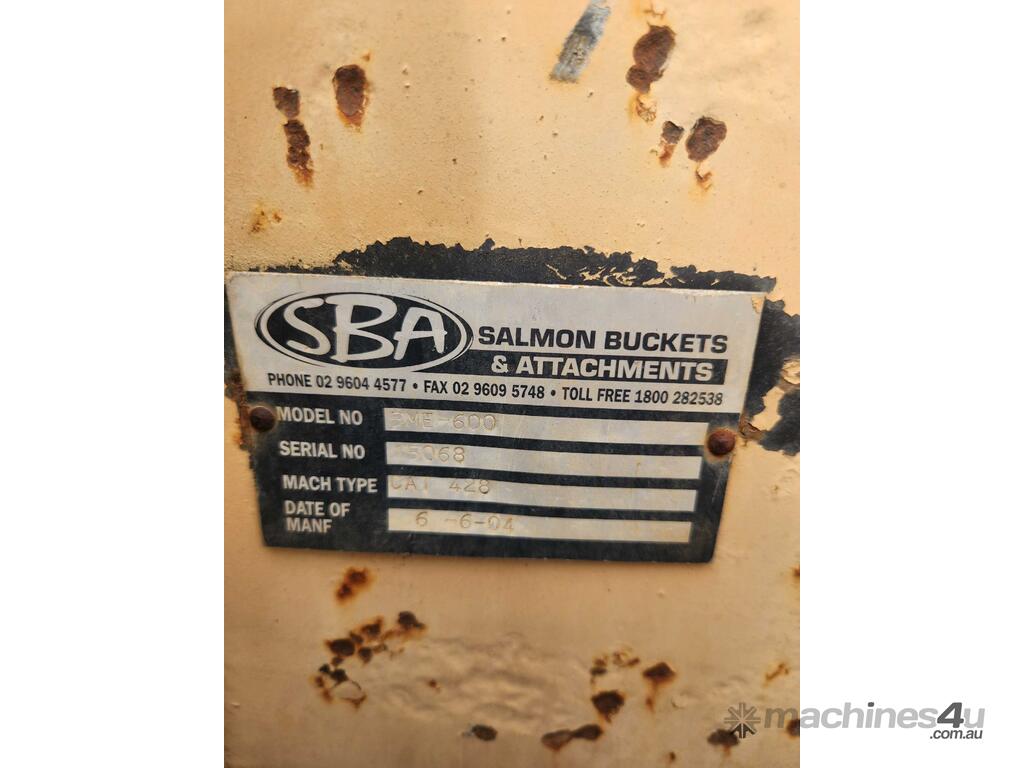 SBA
SALMON BUCKETS
& ATTACHMENTS
PHONE 02 9604 4577 • FAX 02 9609 5748 • TOLL FREE 1800 282538
MODEL NO
SERIAL NO
MACH TYPE CAT 428
DATE OF MANF 6-6-04
machines4u
.com.au